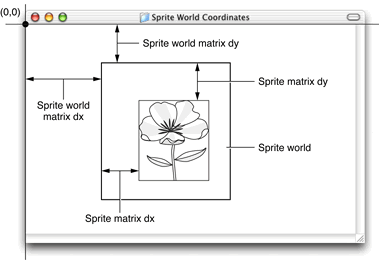 (0,0)
Sprite World Coordinates
Sprite world matrix dy
Sprite matrix dy
Sprite world
matrix dx
Sprite world
Sprite matrix dx